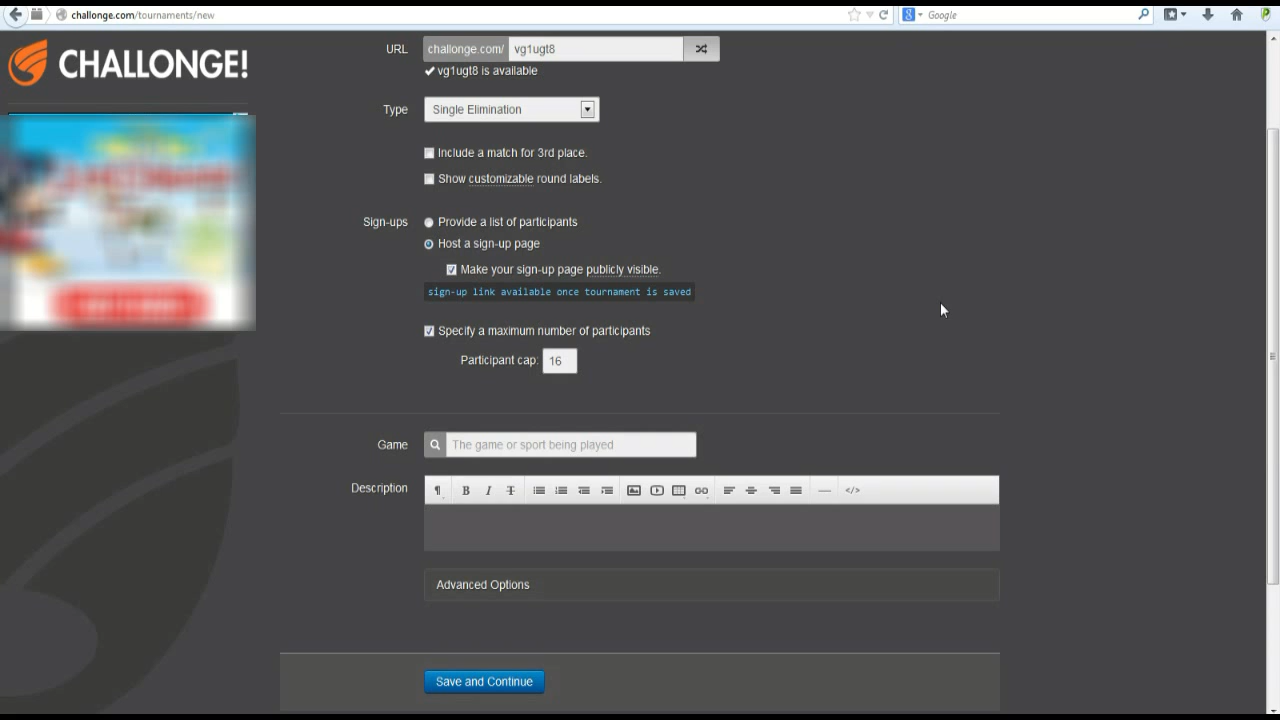 challonge.com/tournaments/new
Google
CHALLONGE!
URL challonge.com/ vg1ugt8
vg1ugt8 is available
Type Single Elimination
Include a match for 3rd place.
Show customizable round labels.
Sign-ups Provide a list of participants
Host a sign-up page
Make your sign-up page publicly visible.
sign-up link available once tournament is saved
Specify a maximum number of participants
Participant cap: 16
Game The game or sport being played
Description
Advanced Options
Save and Continue